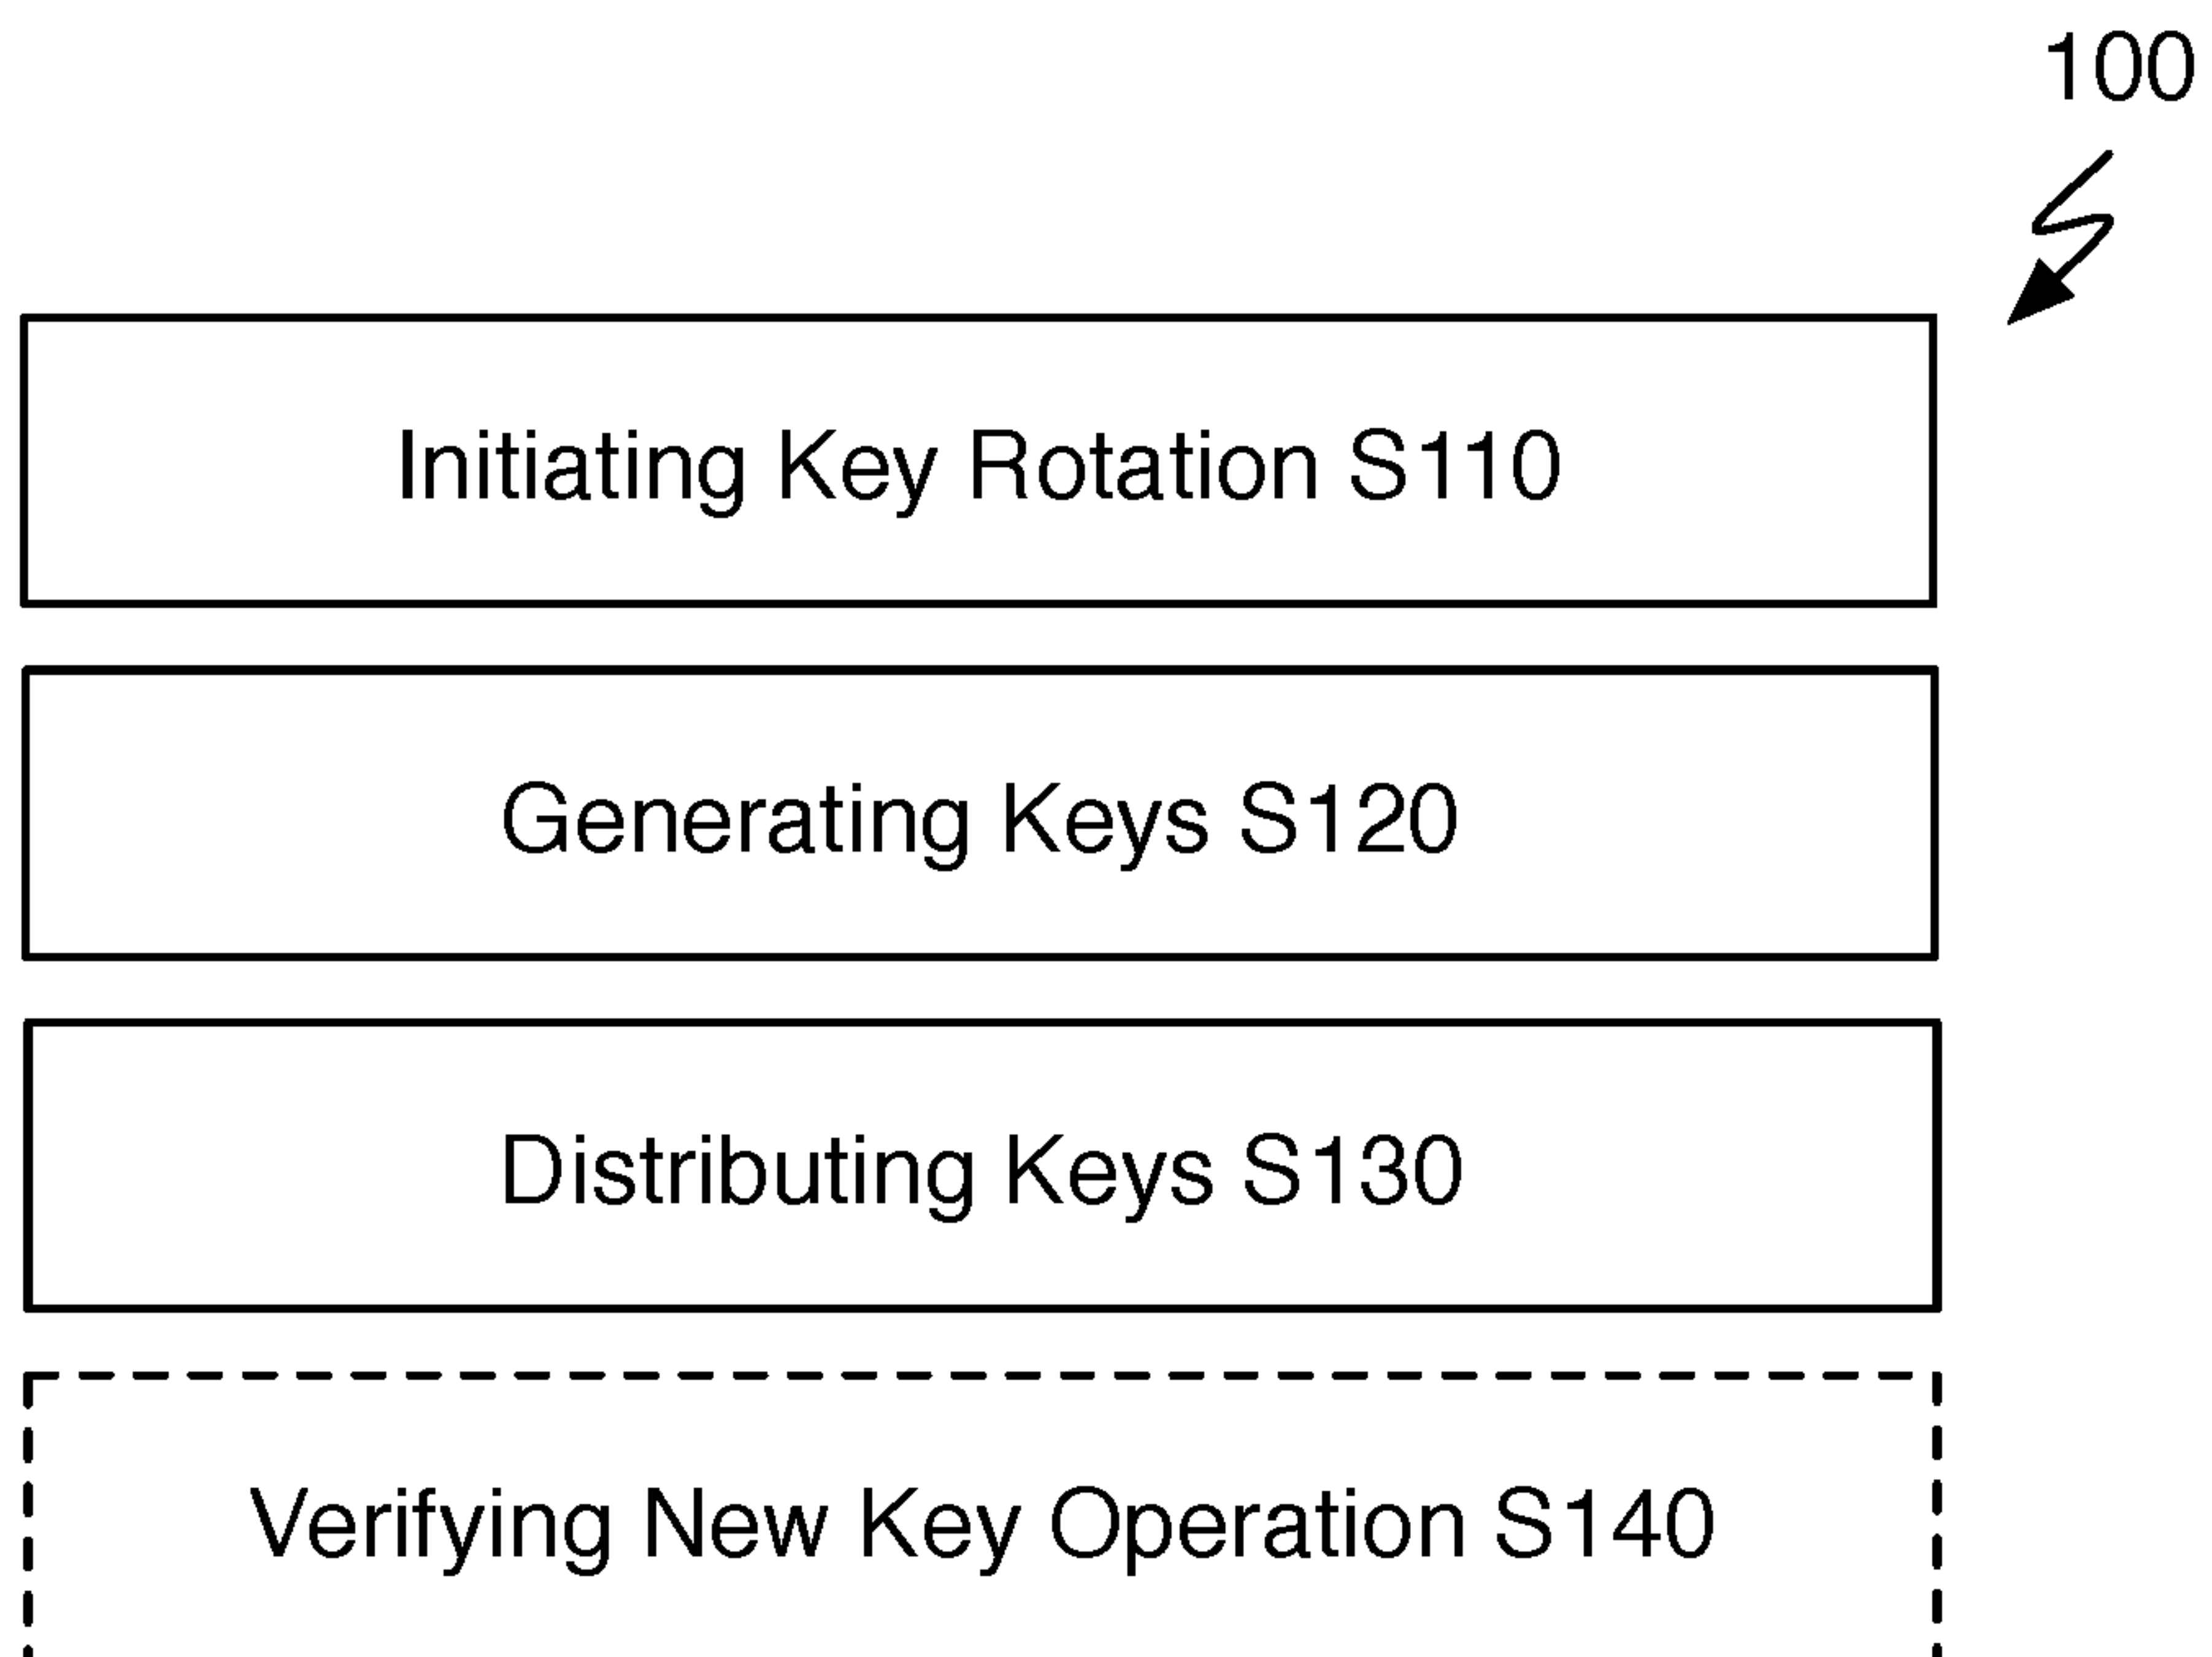 100
Initiating Key Rotation S110
Generating Keys S120
Distributing Keys S130
Verifying New Key Operation S140